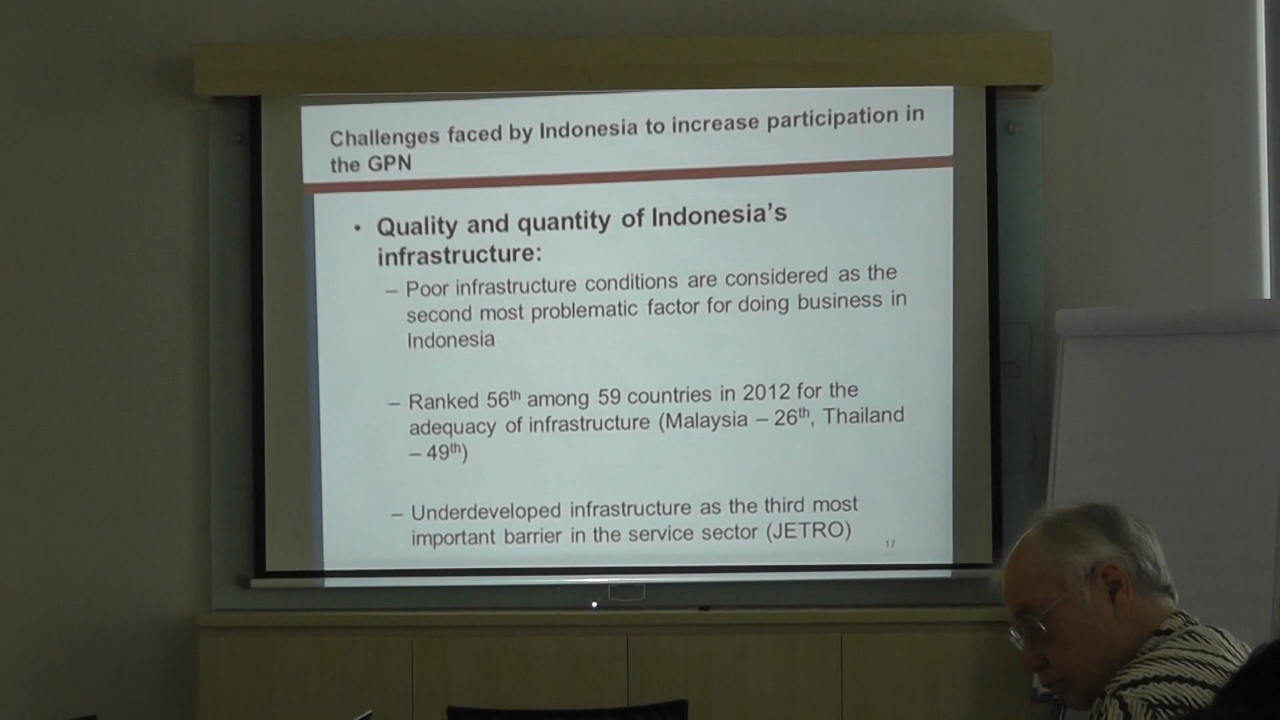 Challenges faced by Indonesia to increase participation in
the GPN
• Quality and quantity of Indonesia's
infrastructure:
– Poor infrastructure conditions are considered as the
second most problematic factor for doing business in
Indonesia
– Ranked 56th among 59 countries in 2012 for the
adequacy of infrastructure (Malaysia – 26th, Thailand
– 49th)
– Underdeveloped infrastructure as the third most
important barrier in the service sector (JETRO)
17